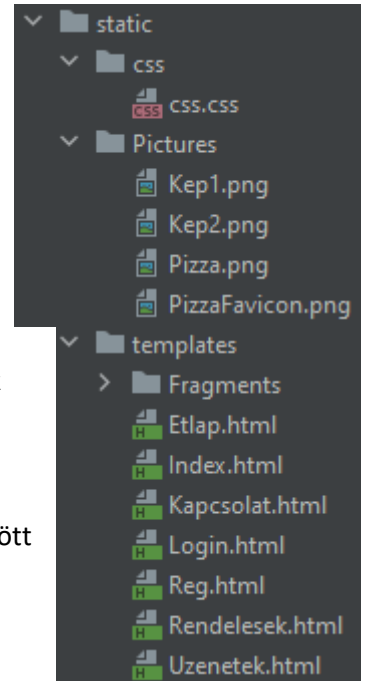 static
css
css.css
Pictures
Kep1.png
Kep2.png
Pizza.png
PizzaFavicon.png
templates
Fragments
Etlap.html
Index.html
Kapcsolat.html
Login.html
ött
Reg.html
Rendelesek.html
Uzenetek.html